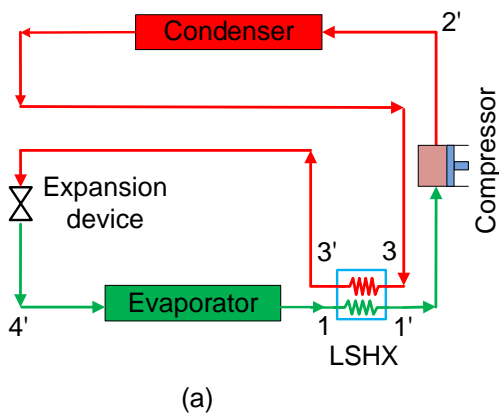 Condenser
2'
Compressor
Expansion
device
3'
3
Evaporator
4'
1
1'
LSHX
(a)